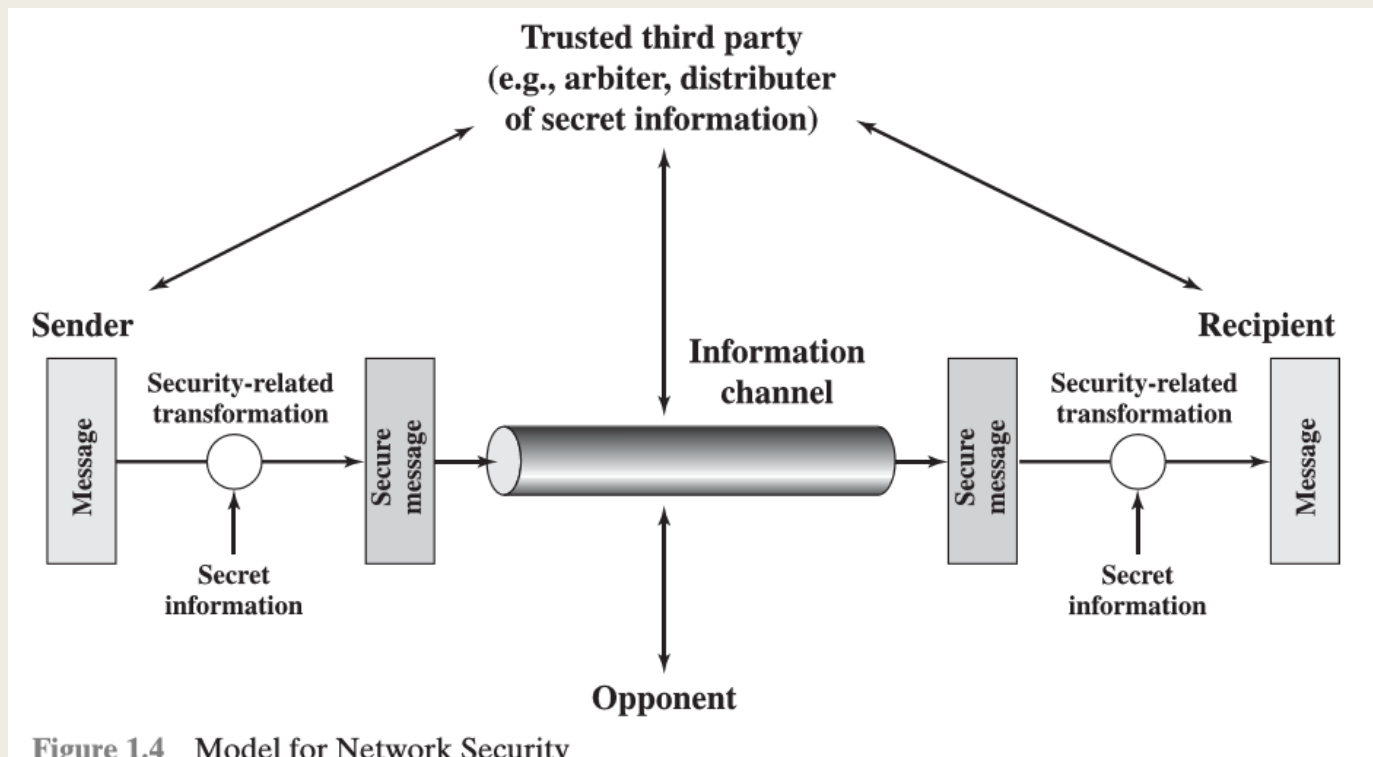 Trusted third party
(e.g., arbiter, distributer
of secret information)
Sender
Recipient
Information
channel
Security-related
transformation
Security-related
transformation
Message
Secure
message
Secure
message
Message
Secret
information
Secret
information
Opponent
Figure 1.4 Model for Network Security